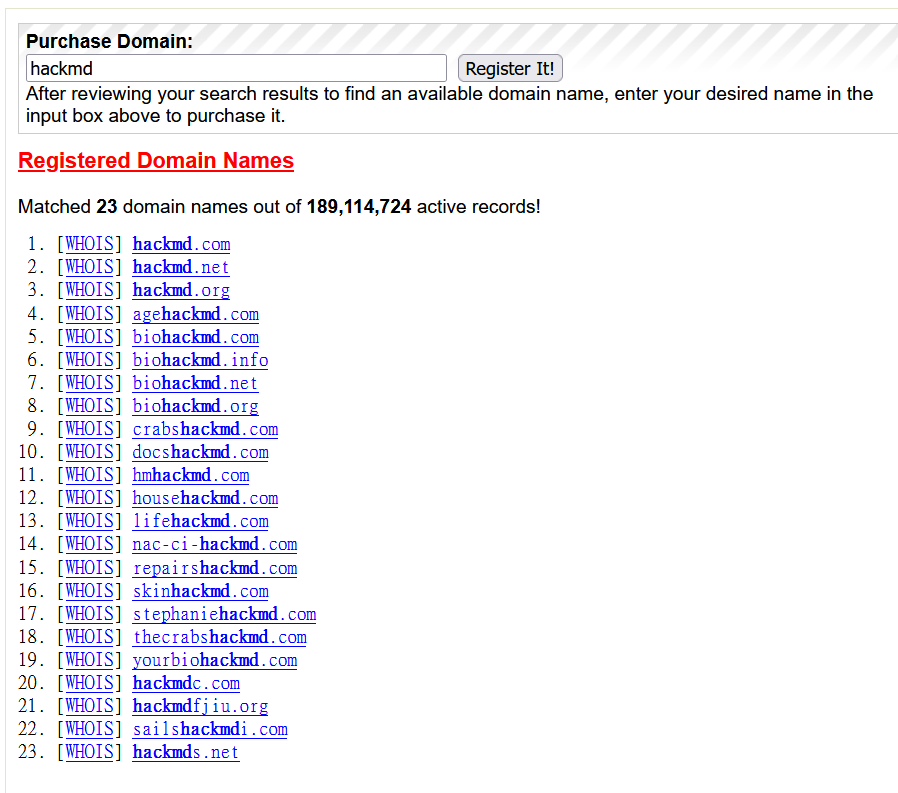 Purchase Domain:
hackmd Register It!
After reviewing your search results to find an available domain name, enter your desired name in the
input box above to purchase it.
Registered Domain Names
Matched 23 domain names out of 189,114,724 active records!
1. [WHOIS] hackmd.com
2. [WHOIS] hackmd.net
3. [WHOIS] hackmd.org
4. [WHOIS] agehackmd.com
5. [WHOIS] biohackmd.com
6. [WHOIS] biohackmd.info
7. [WHOIS] biohackmd.net
8. [WHOIS] biohackmd.org
9. [WHOIS] crabshackmd.com
10. [WHOIS] docshackmd.com
11. [WHOIS] hmhackmd.com
12. [WHOIS] househackmd.com
13. [WHOIS] lifehackmd.com
14. [WHOIS] nac-ci-hackmd.com
15. [WHOIS] repairshackmd.com
16. [WHOIS] skinhackmd.com
17. [WHOIS] stephaniehackmd.com
18. [WHOIS] thecrabshackmd.com
19. [WHOIS] yourbiohackmd.com
20. [WHOIS] hackmdc.com
21. [WHOIS] hackmdfjiu.org
22. [WHOIS] sailshackmdi.com
23. [WHOIS] hackmds.net